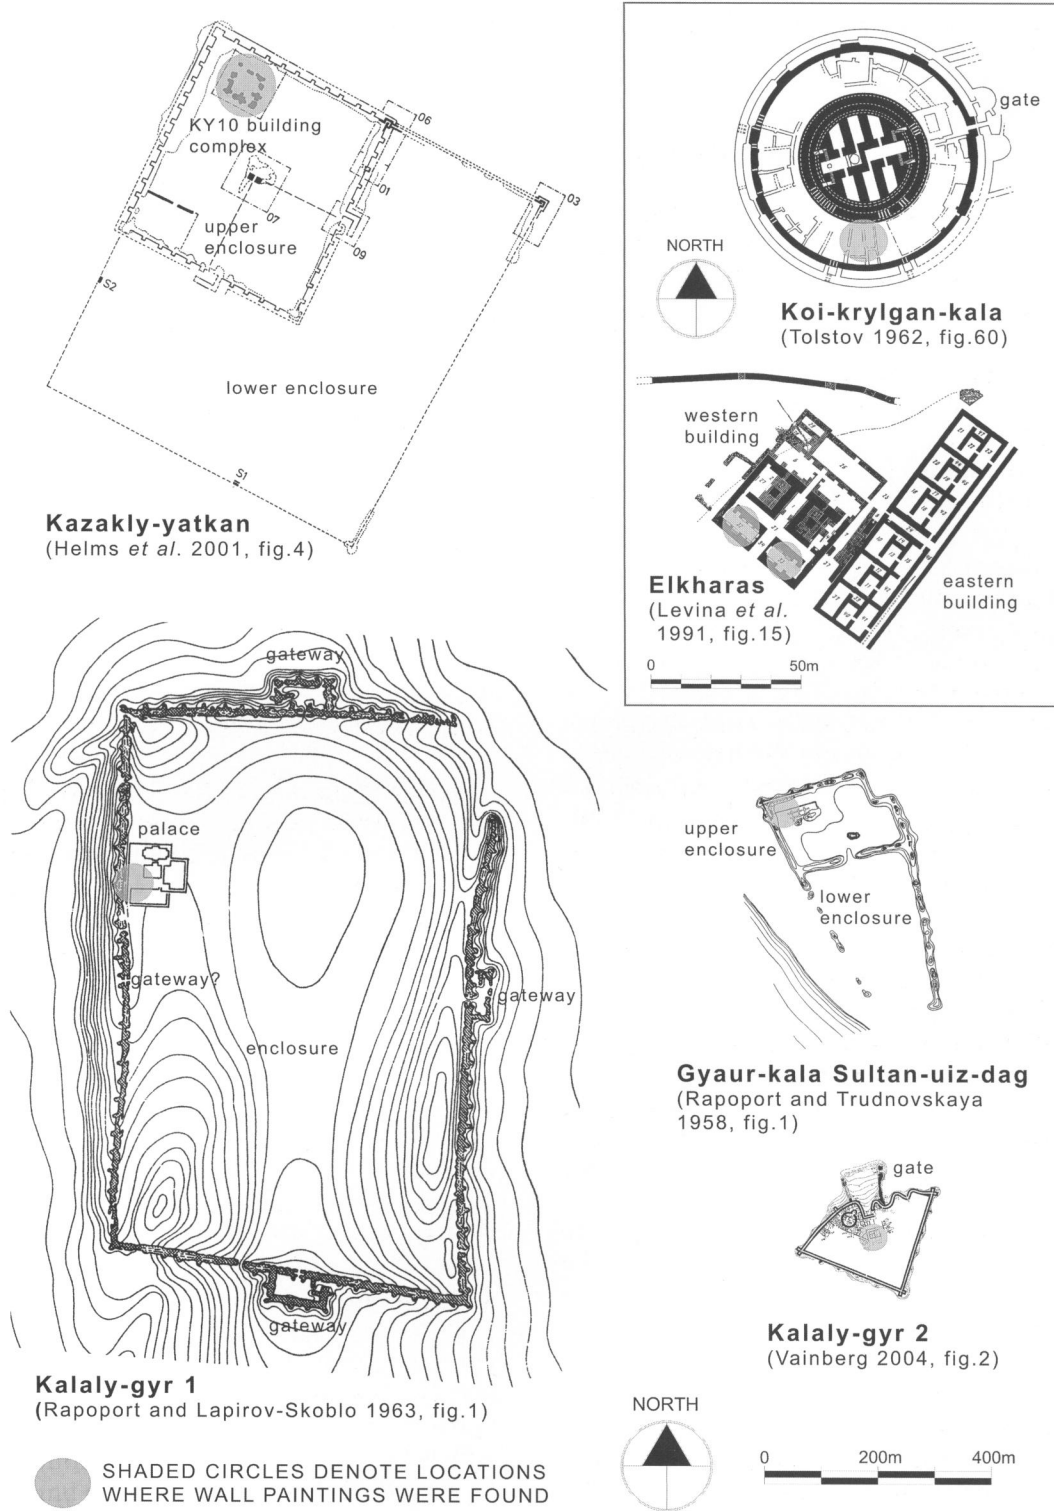 KY10 building
complex
06
01
03
07
09
upper
enclosure
S2
lower enclosure
S1
Kazakly-yatkan
(Helms et al. 2001, fig.4)
gate
NORTH
Koi-krylgan-kala
(Tolstov 1962, fig.60)
western
building
Elkharas
(Levina et al.
1991, fig.15)
eastern
building
0
50m
gateway
palace
gateway?
gateway
enclosure
gateway
Kalaly-gyr 1
(Rapoport and Lapirov-Skoblo 1963, fig.1)
upper
enclosure
lower
enclosure
Gyaur-kala Sultan-uiz-dag
(Rapoport and Trudnovskaya
1958, fig.1)
gate
Kalaly-gyr 2
(Vainberg 2004, fig.2)
NORTH
0 200m 400m
SHADED CIRCLES DENOTE LOCATIONS
WHERE WALL PAINTINGS WERE FOUND